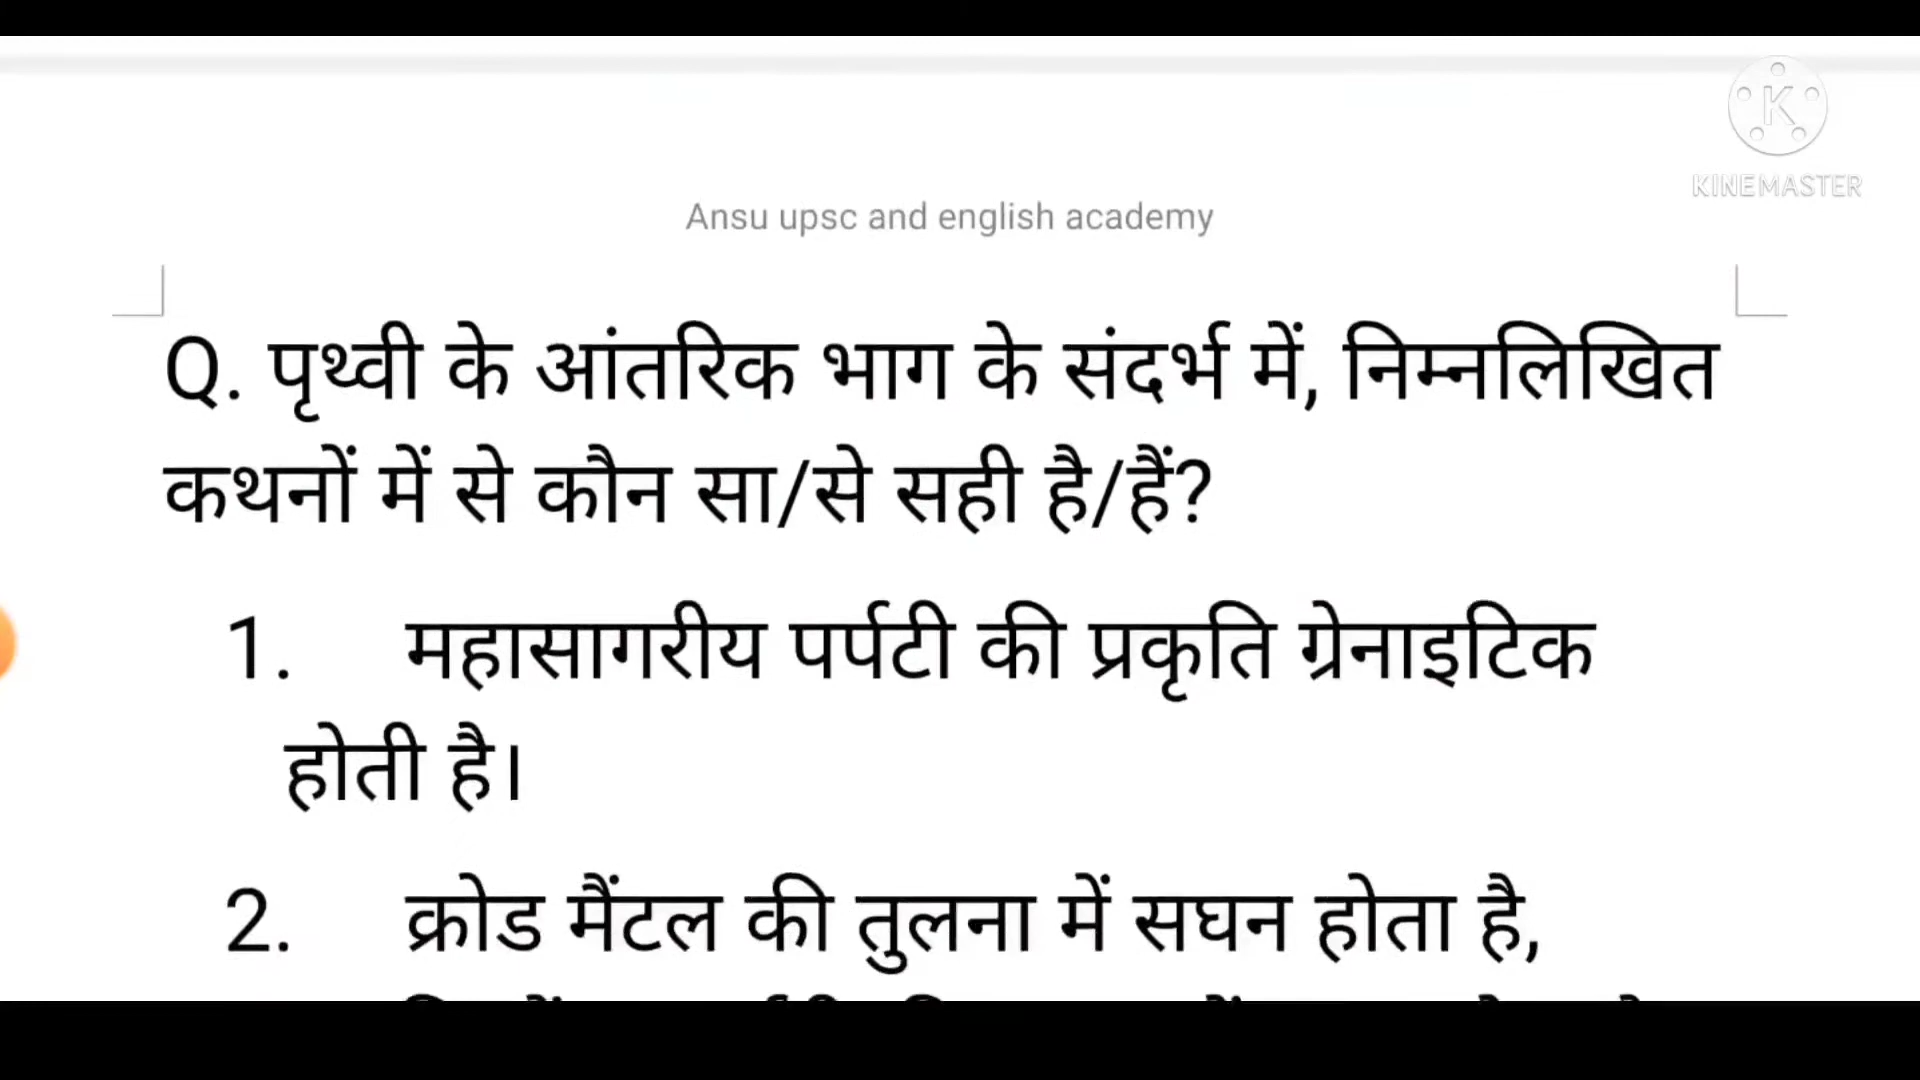 KINEMASTER
Ansu upsc and english academy
Q. पृथ्वी के आंतरिक भाग के संदर्भ में, निम्नलिखित
कथनों में से कौन सा/से सही है/हैं?
1. महासागरीय पर्पटी की प्रकृति ग्रेनाइटिक
होती है।
2. क्रोड मैंटल की तुलना में सघन होता है,